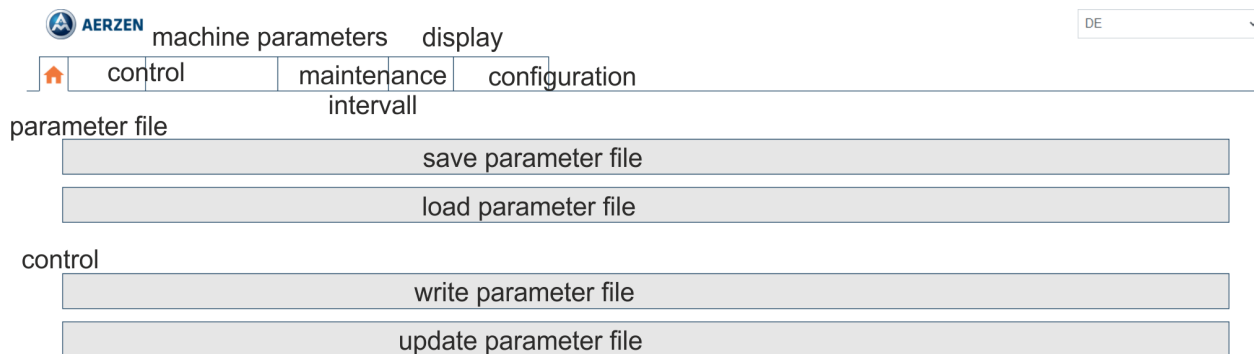 AERZEN
DE
machine parameters
display
control
maintenance
intervall
configuration
parameter file
save parameter file
load parameter file
control
write parameter file
update parameter file